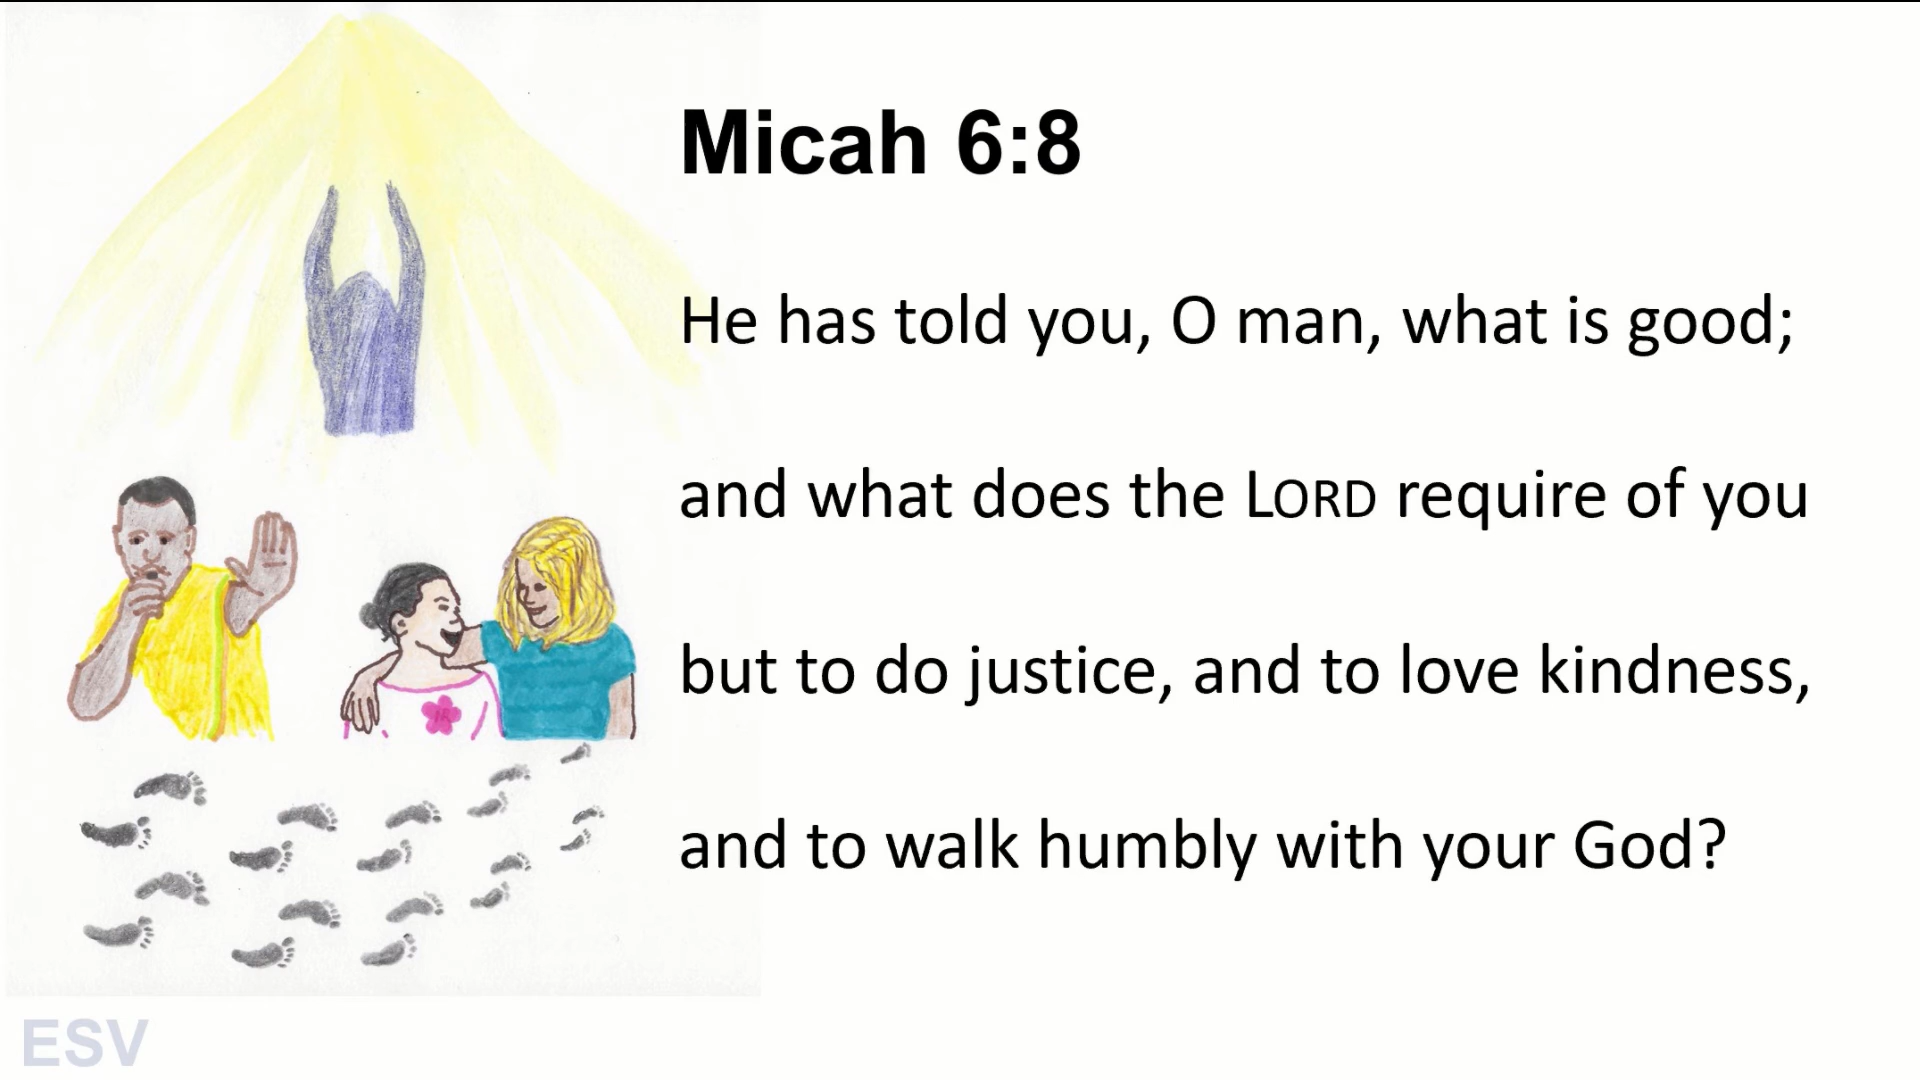 Micah 6:8
He has told you, O man, what is good;
and what does the LORD require of you
but to do justice, and to love kindness,
and to walk humbly with your God?
ESV